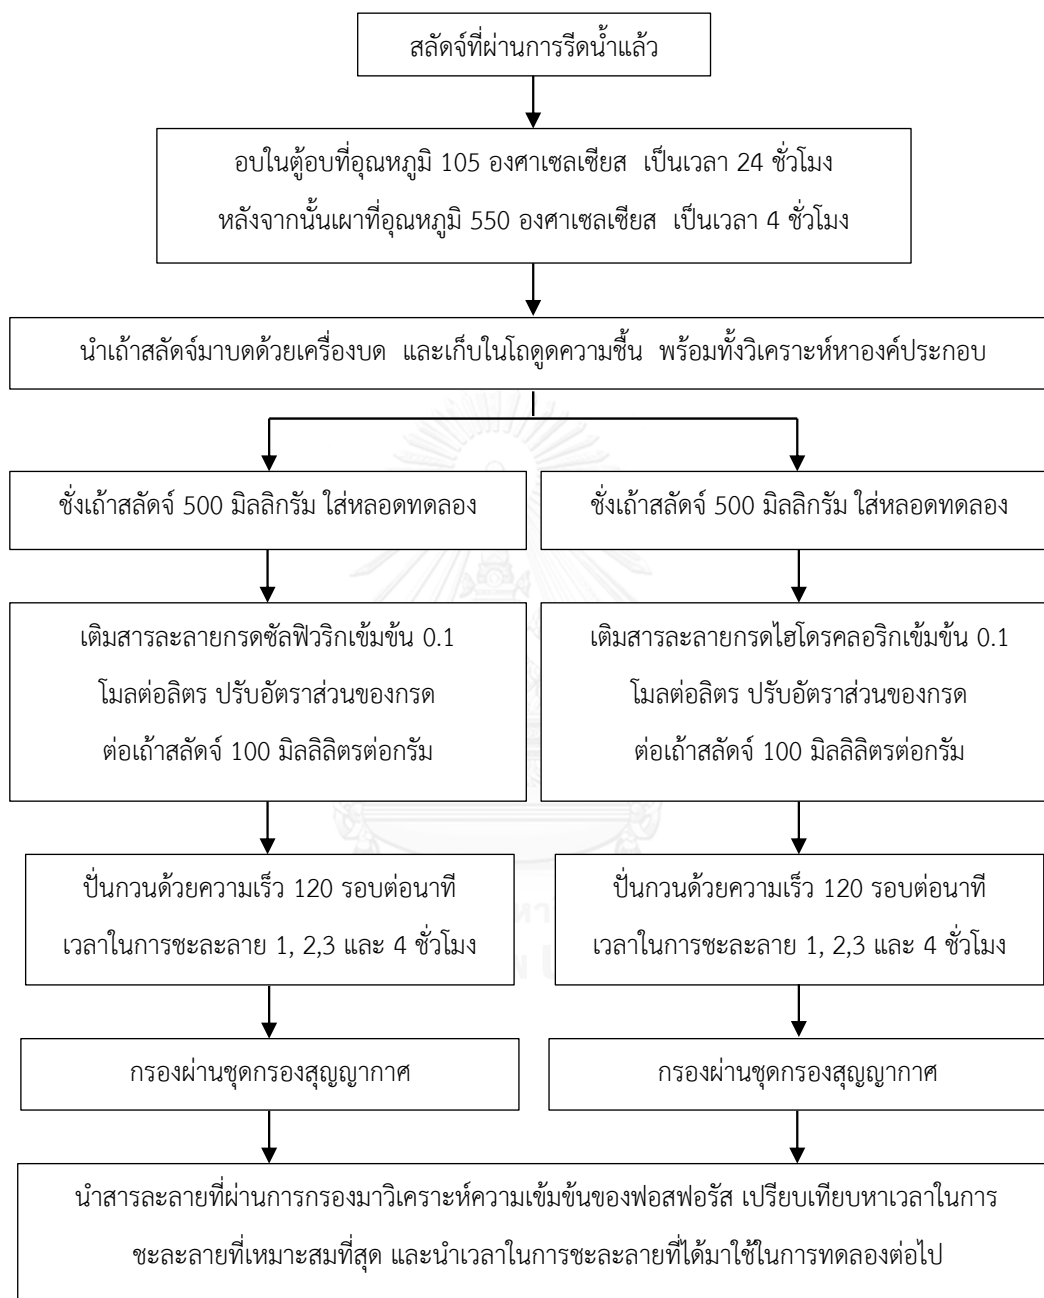 สลัดจ์ที่ผ่านการรีดน้ำแล้ว
อบในตู้อบที่อุณหภูมิ 105 องศาเซลเซียส เป็นเวลา 24 ชั่วโมง
หลังจากนั้นเผาที่อุณหภูมิ 550 องศาเซลเซียส เป็นเวลา 4 ชั่วโมง
นำเถ้าสลัดจ์มาบดด้วยเครื่องบด และเก็บในโถดูดความชื้น พร้อมทั้งวิเคราะห์หาองค์ประกอบ
ชั่งเถ้าสลัดจ์ 500 มิลลิกรัม ใส่หลอดทดลอง
เติมสารละลายกรดซัลฟิวริกเข้มข้น 0.1
โมลต่อลิตร ปรับอัตราส่วนของกรด
ต่อเถ้าสลัดจ์ 100 มิลลิลิตรต่อกรัม
ปั่นกวนด้วยความเร็ว 120 รอบต่อนาที
เวลาในการชะละลาย 1, 2,3 และ 4 ชั่วโมง
กรองผ่านชุดกรองสุญญากาศ
ชั่งเถ้าสลัดจ์ 500 มิลลิกรัม ใส่หลอดทดลอง
เติมสารละลายกรดไฮโดรคลอริกเข้มข้น 0.1
โมลต่อลิตร ปรับอัตราส่วนของกรด
ต่อเถ้าสลัดจ์ 100 มิลลิลิตรต่อกรัม
ปั่นกวนด้วยความเร็ว 120 รอบต่อนาที
เวลาในการชะละลาย 1, 2,3 และ 4 ชั่วโมง
กรองผ่านชุดกรองสุญญากาศ
นำสารละลายที่ผ่านการกรองมาวิเคราะห์ความเข้มข้นของฟอสฟอรัส เปรียบเทียบหาเวลาในการ
ชะละลายที่เหมาะสมที่สุด และนำเวลาในการชะละลายที่ได้มาใช้ในการทดลองต่อไป